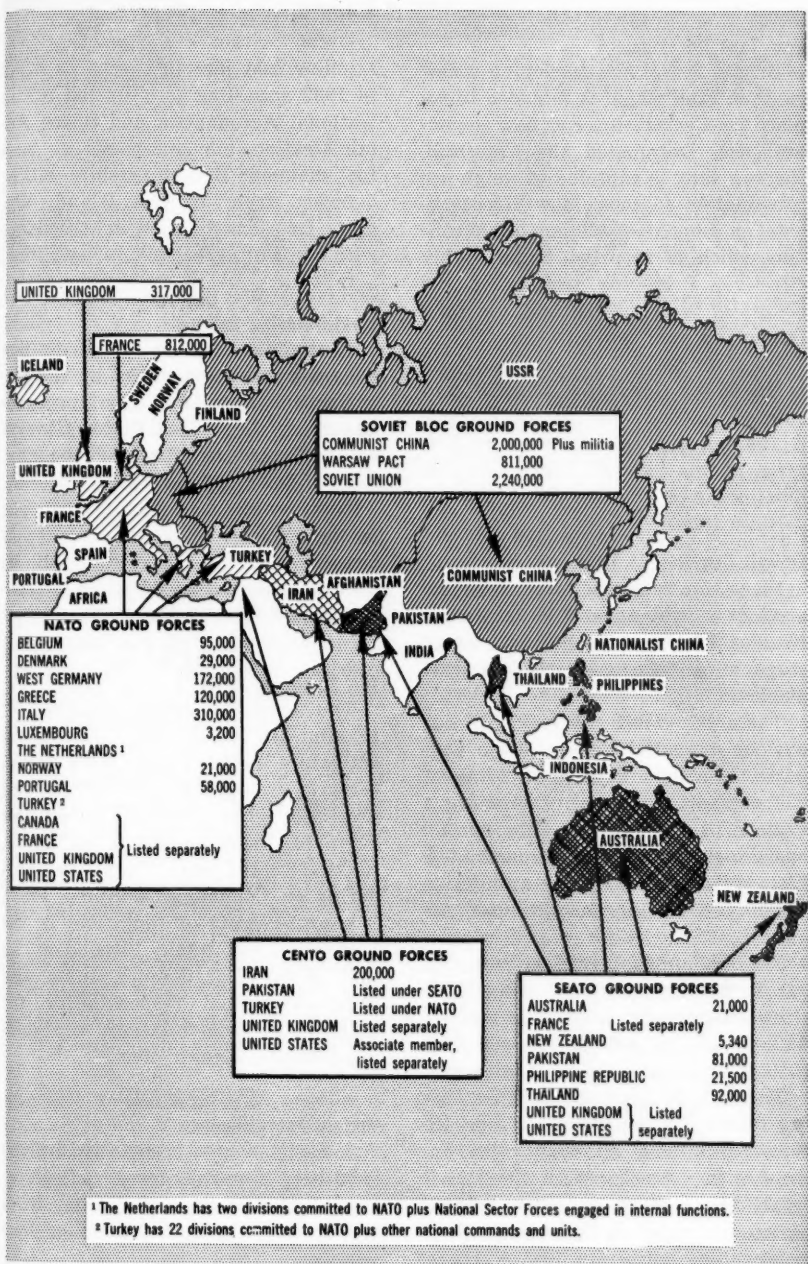 UNITED KINGDOM 317,000
FRANCE 812,000
ICELAND
SWEDEN
NORWAY
FINLAND
USSR
SOVIET BLOC GROUND FORCES
COMMUNIST CHINA 2,000,000 Plus militia
WARSAW PACT 811,000
SOVIET UNION 2,240,000
UNITED KINGDOM
FRANCE
SPAIN
PORTUGAL
AFRICA
TURKEY
IRAN
AFGHANISTAN
PAKISTAN
INDIA
COMMUNIST CHINA
NATIONALIST CHINA
THAILAND
PHILIPPINES
INDONESIA
AUSTRALIA
NEW ZEALAND
NATO GROUND FORCES
BELGIUM 95,000
DENMARK 29,000
WEST GERMANY 172,000
GREECE 120,000
ITALY 310,000
LUXEMBOURG 3,200
THE NETHERLANDS ¹
NORWAY 21,000
PORTUGAL 58,000
TURKEY ²
CANADA
FRANCE
UNITED KINGDOM
UNITED STATES
Listed separately
CENTO GROUND FORCES
IRAN 200,000
PAKISTAN Listed under SEATO
TURKEY Listed under NATO
UNITED KINGDOM Listed separately
UNITED STATES Associate member,
listed separately
SEATO GROUND FORCES
AUSTRALIA 21,000
FRANCE Listed separately
NEW ZEALAND 5,340
PAKISTAN 81,000
PHILIPPINE REPUBLIC 21,500
THAILAND 92,000
UNITED KINGDOM Listed
UNITED STATES separately
¹ The Netherlands has two divisions committed to NATO plus National Sector Forces engaged in internal functions.
² Turkey has 22 divisions committed to NATO plus other national commands and units.